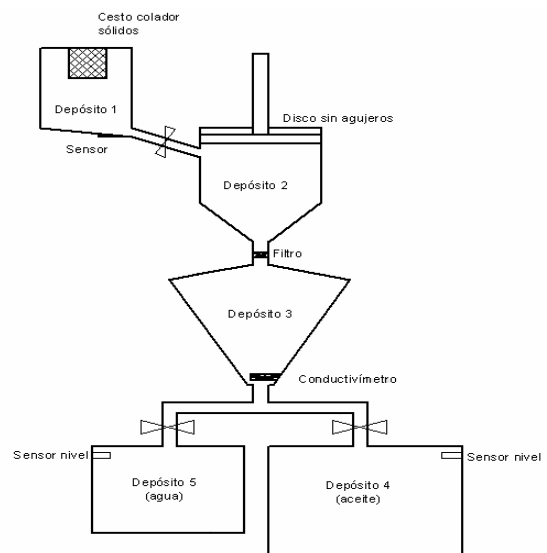 Cesto colador
sólidos
Depósito 1
Disco sin agujeros
Sensor
Depósito 2
Filtro
Depósito 3
Conductivímetro
Sensor nivel
Depósito 5
(agua)
Depósito 4
(aceite)
Sensor nivel